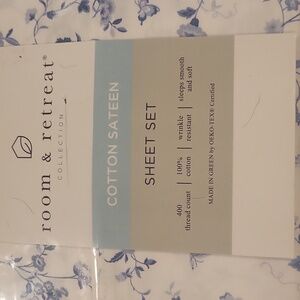 room & retreat®
COLLECTION
COTTON SATEEN
SHEET SET
400
thread count
100%
cotton
wrinkle
resistant
sleeps smooth
and soft
MADE IN GREEN by OEKO-TEX® Certified